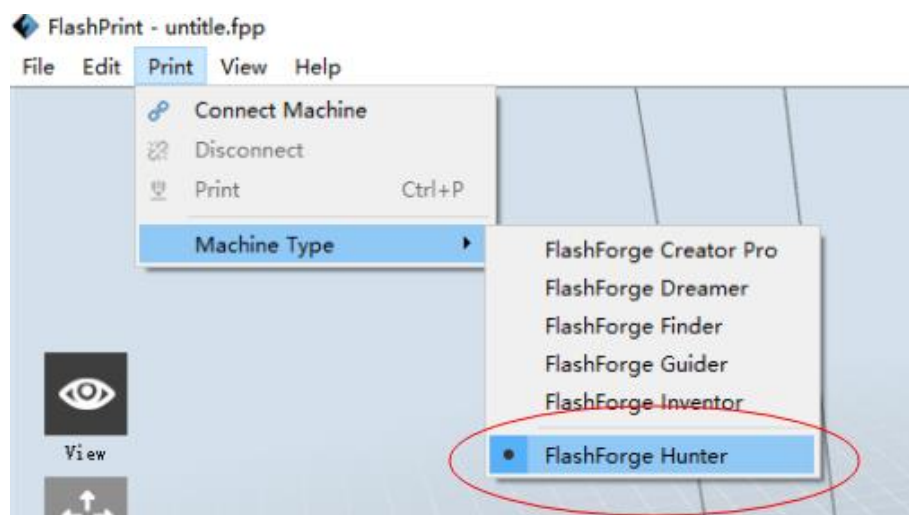 FlashPrint - untitle.fpp
File Edit Print View Help
Connect Machine
Disconnect
Print Ctrl+P
Machine Type
FlashForge Creator Pro
FlashForge Dreamer
FlashForge Finder
FlashForge Guider
FlashForge Inventor
FlashForge Hunter
View